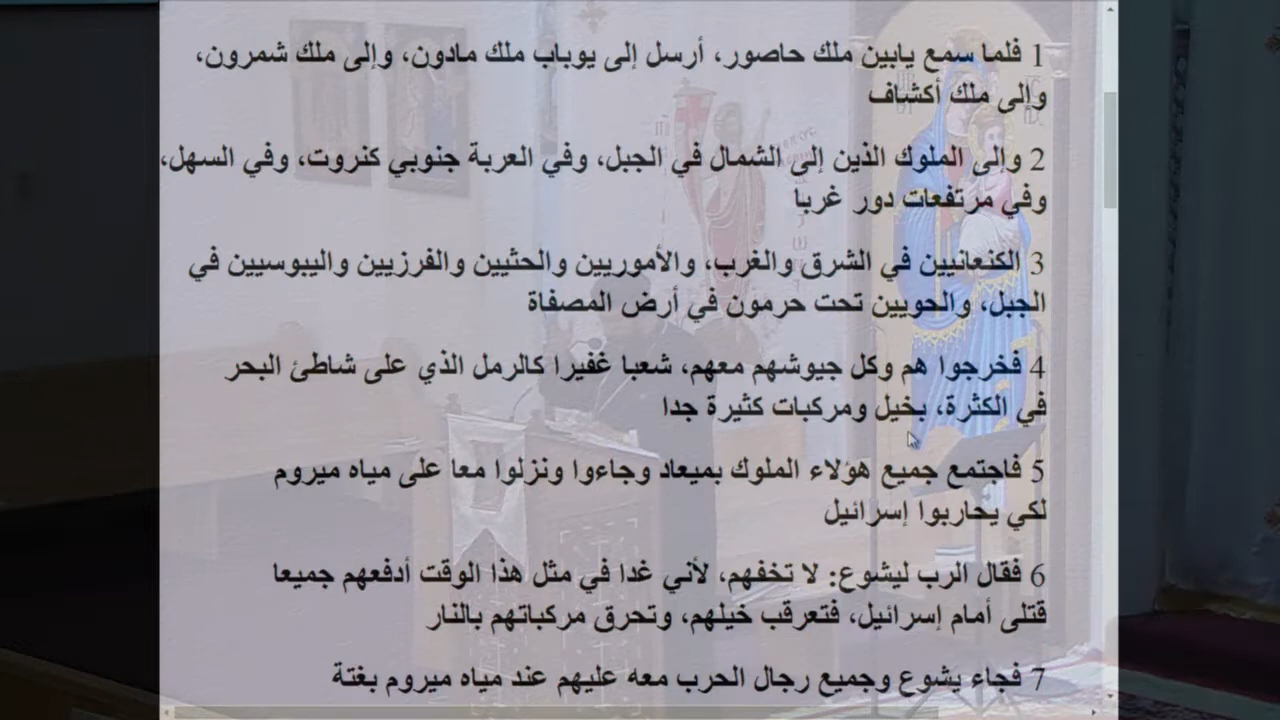 1 فلما سمع يابين ملك حاصور، أرسل إلى يوباب ملك مادون، وإلى ملك شمرون،
وإلى ملك أكشاف
2 وإلى الملوك الذين إلى الشمال في الجبل، وفي العربة جنوبي كنروت، وفي السهل،
وفي مرتفعات دور غربا
3 الكنعانيين في الشرق والغرب، والأموريين والحثيين والفرزيين واليبوسيين في
الجبل، والحويين تحت حرمون في أرض المصفاة
4 فخرجوا هم وكل جيوشهم معهم، شعبا غفيرا كالرمل الذي على شاطئ البحر
في الكثرة، بخيل ومركبات كثيرة جدا
5 فاجتمع جميع هؤلاء الملوك بميعاد وجاءوا ونزلوا معا على مياه ميروم
لكي يحاربوا إسرائيل
6 فقال الرب ليشوع: لا تخفهم، لأني غدا في مثل هذا الوقت أدفعهم جميعا
قتلى أمام إسرائيل، فتعرقب خيلهم، وتحرق مركباتهم بالنار
7 فجاء يشوع وجميع رجال الحرب معه عليهم عند مياه ميروم بغتة